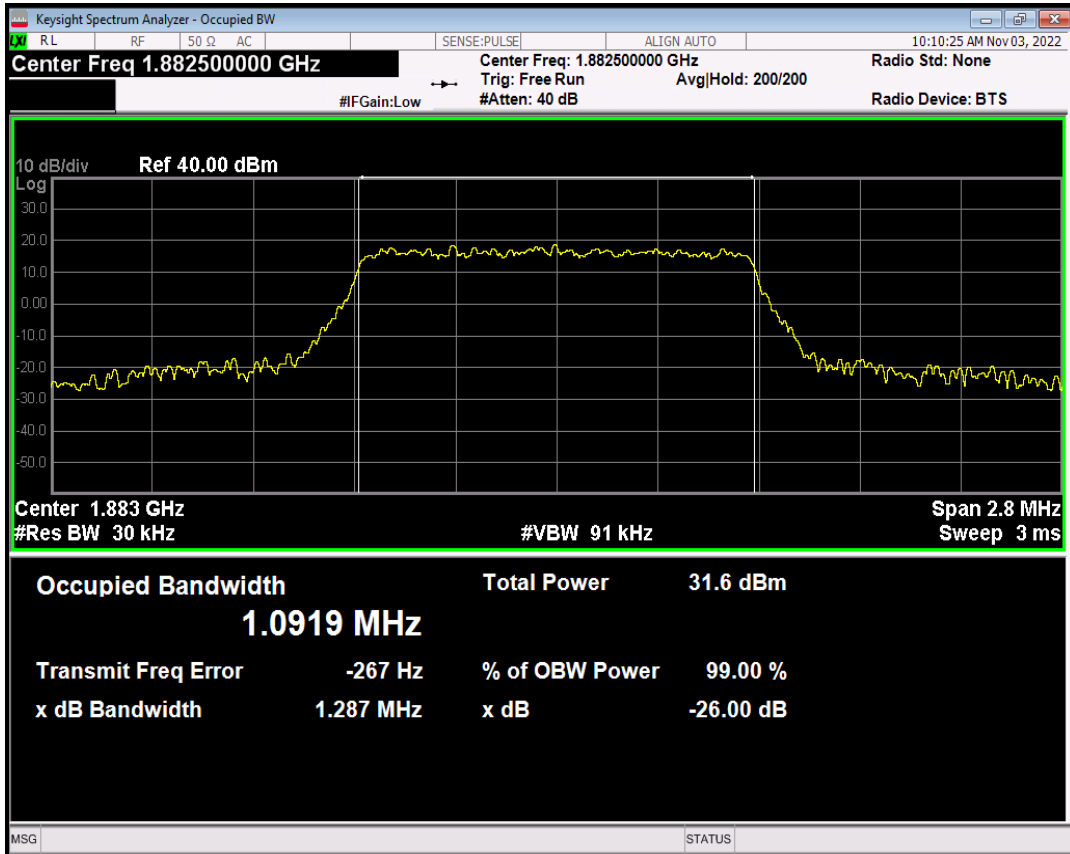 Keysight Spectrum Analyzer - Occupied BW
LXI RL RF 50 Ω AC SENSE:PULSE ALIGN AUTO 10:10:25 AM Nov 03, 2022
Center Freq 1.882500000 GHz Center Freq: 1.882500000 GHz Radio Std: None
Trig: Free Run Avg|Hold: 200/200
#IFGain:Low #Atten: 40 dB Radio Device: BTS
10 dB/div Ref 40.00 dBm
Log
30.0
20.0
10.0
0.00
-10.0
-20.0
-30.0
-40.0
-50.0
Center 1.883 GHz Span 2.8 MHz
#Res BW 30 kHz #VBW 91 kHz Sweep 3 ms
Occupied Bandwidth Total Power 31.6 dBm
1.0919 MHz
Transmit Freq Error -267 Hz % of OBW Power 99.00 %
x dB Bandwidth 1.287 MHz x dB -26.00 dB
MSG STATUS